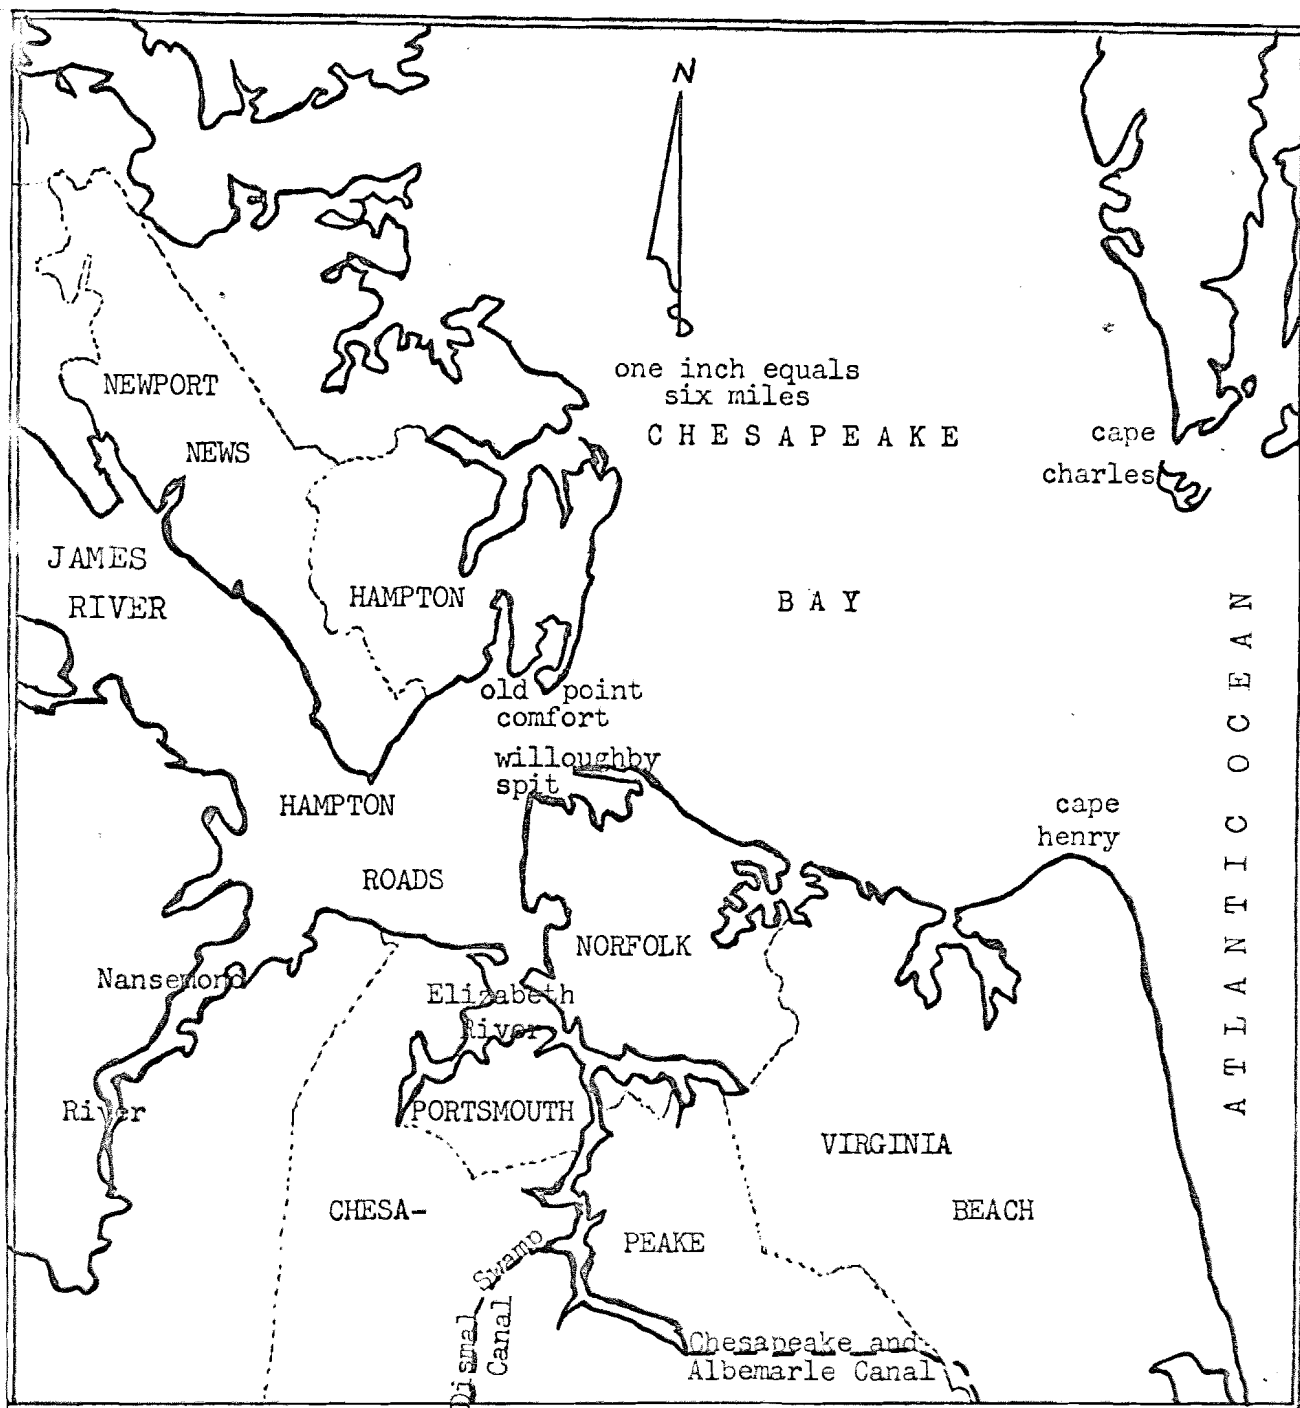 N
one inch equals
six miles
CHESAPEAKE
BAY
NEWPORT
NEWS
cape
charles
JAMES
RIVER
HAMPTON
old point
comfort
willoughby
spit
HAMPTON
ROADS
cape
henry
ATLANTIC OCEAN
NORFOLK
Nansemond
River
Elizabeth
River
PORTSMOUTH
VIRGINIA
BEACH
CHESA-
PEAKE
Dismal Swamp
Canal
Chesapeake and
Albemarle Canal